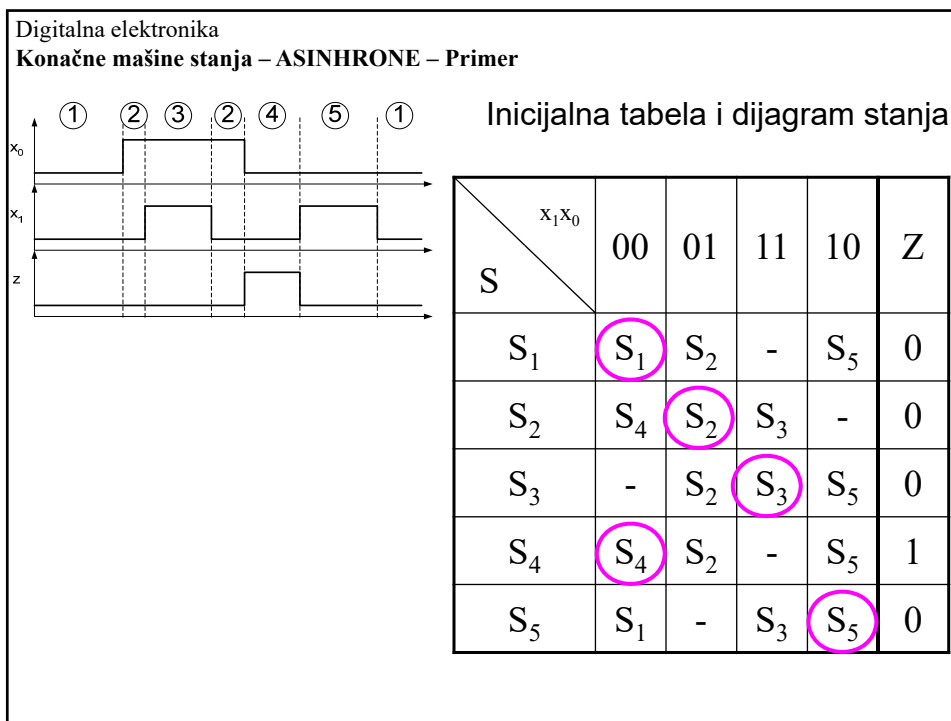 Digitalna elektronika
Konačne mašine stanja – ASINHRONE – Primer
① ② ③ ② ④ ⑤ ①
x₀
x₁
z
Inicijalna tabela i dijagram stanja
S x₁x₀ 00 01 11 10 Z
S₁ S₁ S₂ - S₅ 0
S₂ S₄ S₂ S₃ - 0
S₃ - S₂ S₃ S₅ 0
S₄ S₄ S₂ - S₅ 1
S₅ S₁ - S₃ S₅ 0